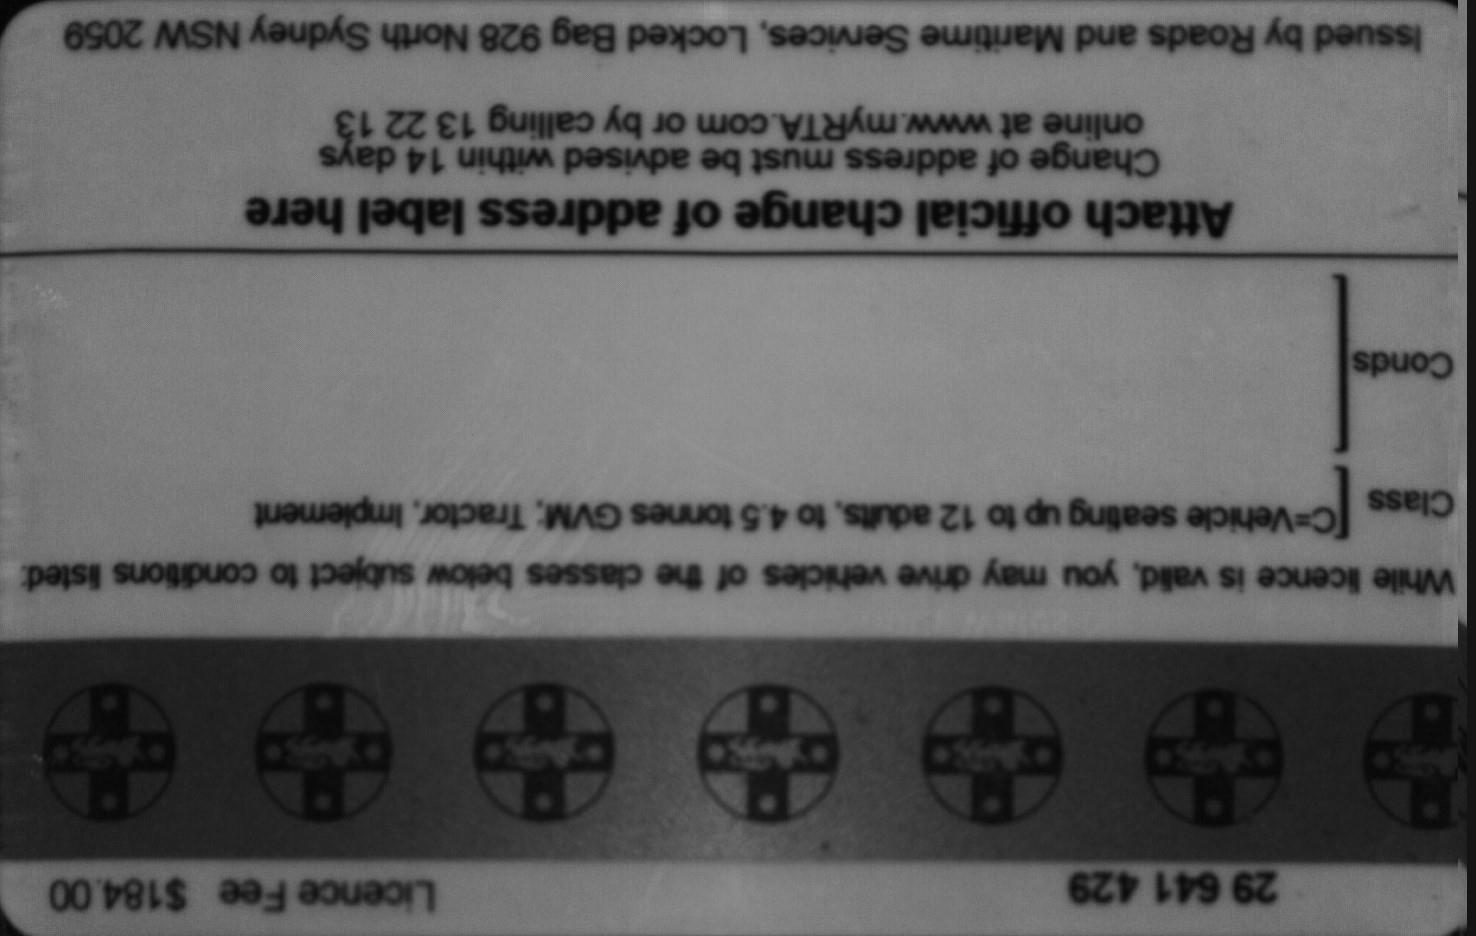 29 641 429 Licence Fee $184.00
While licence is valid, you may drive vehicles of the classes below subject to conditions listed:
Class [C=Vehicle seating up to 12 adults, to 4.5 tonnes GVM; Tractor, Implement
Conds [
Attach official change of address label here
Change of address must be advised within 14 days
online at www.myRTA.com or by calling 13 22 13
Issued by Roads and Maritime Services, Locked Bag 928 North Sydney NSW 2059